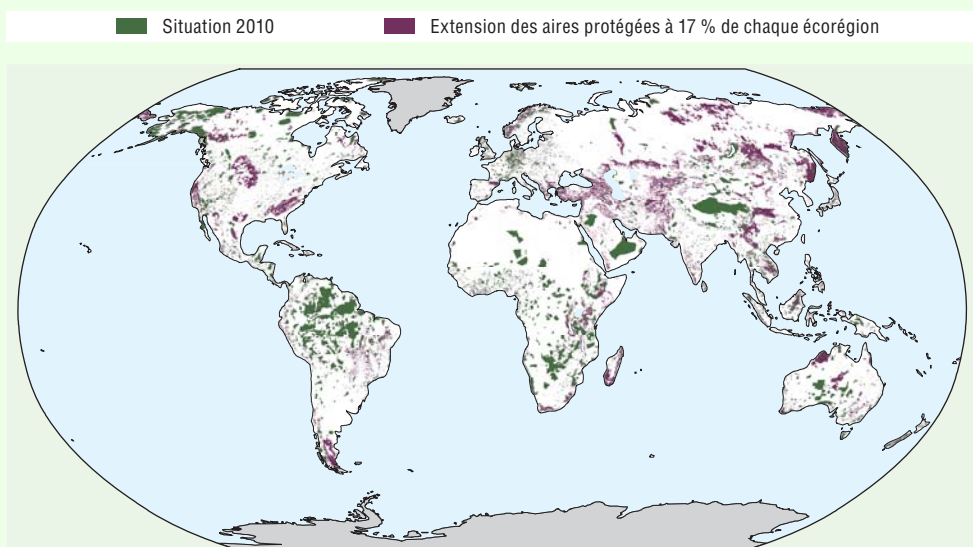 Situation 2010
Extension des aires protégées à 17 % de chaque écorégion